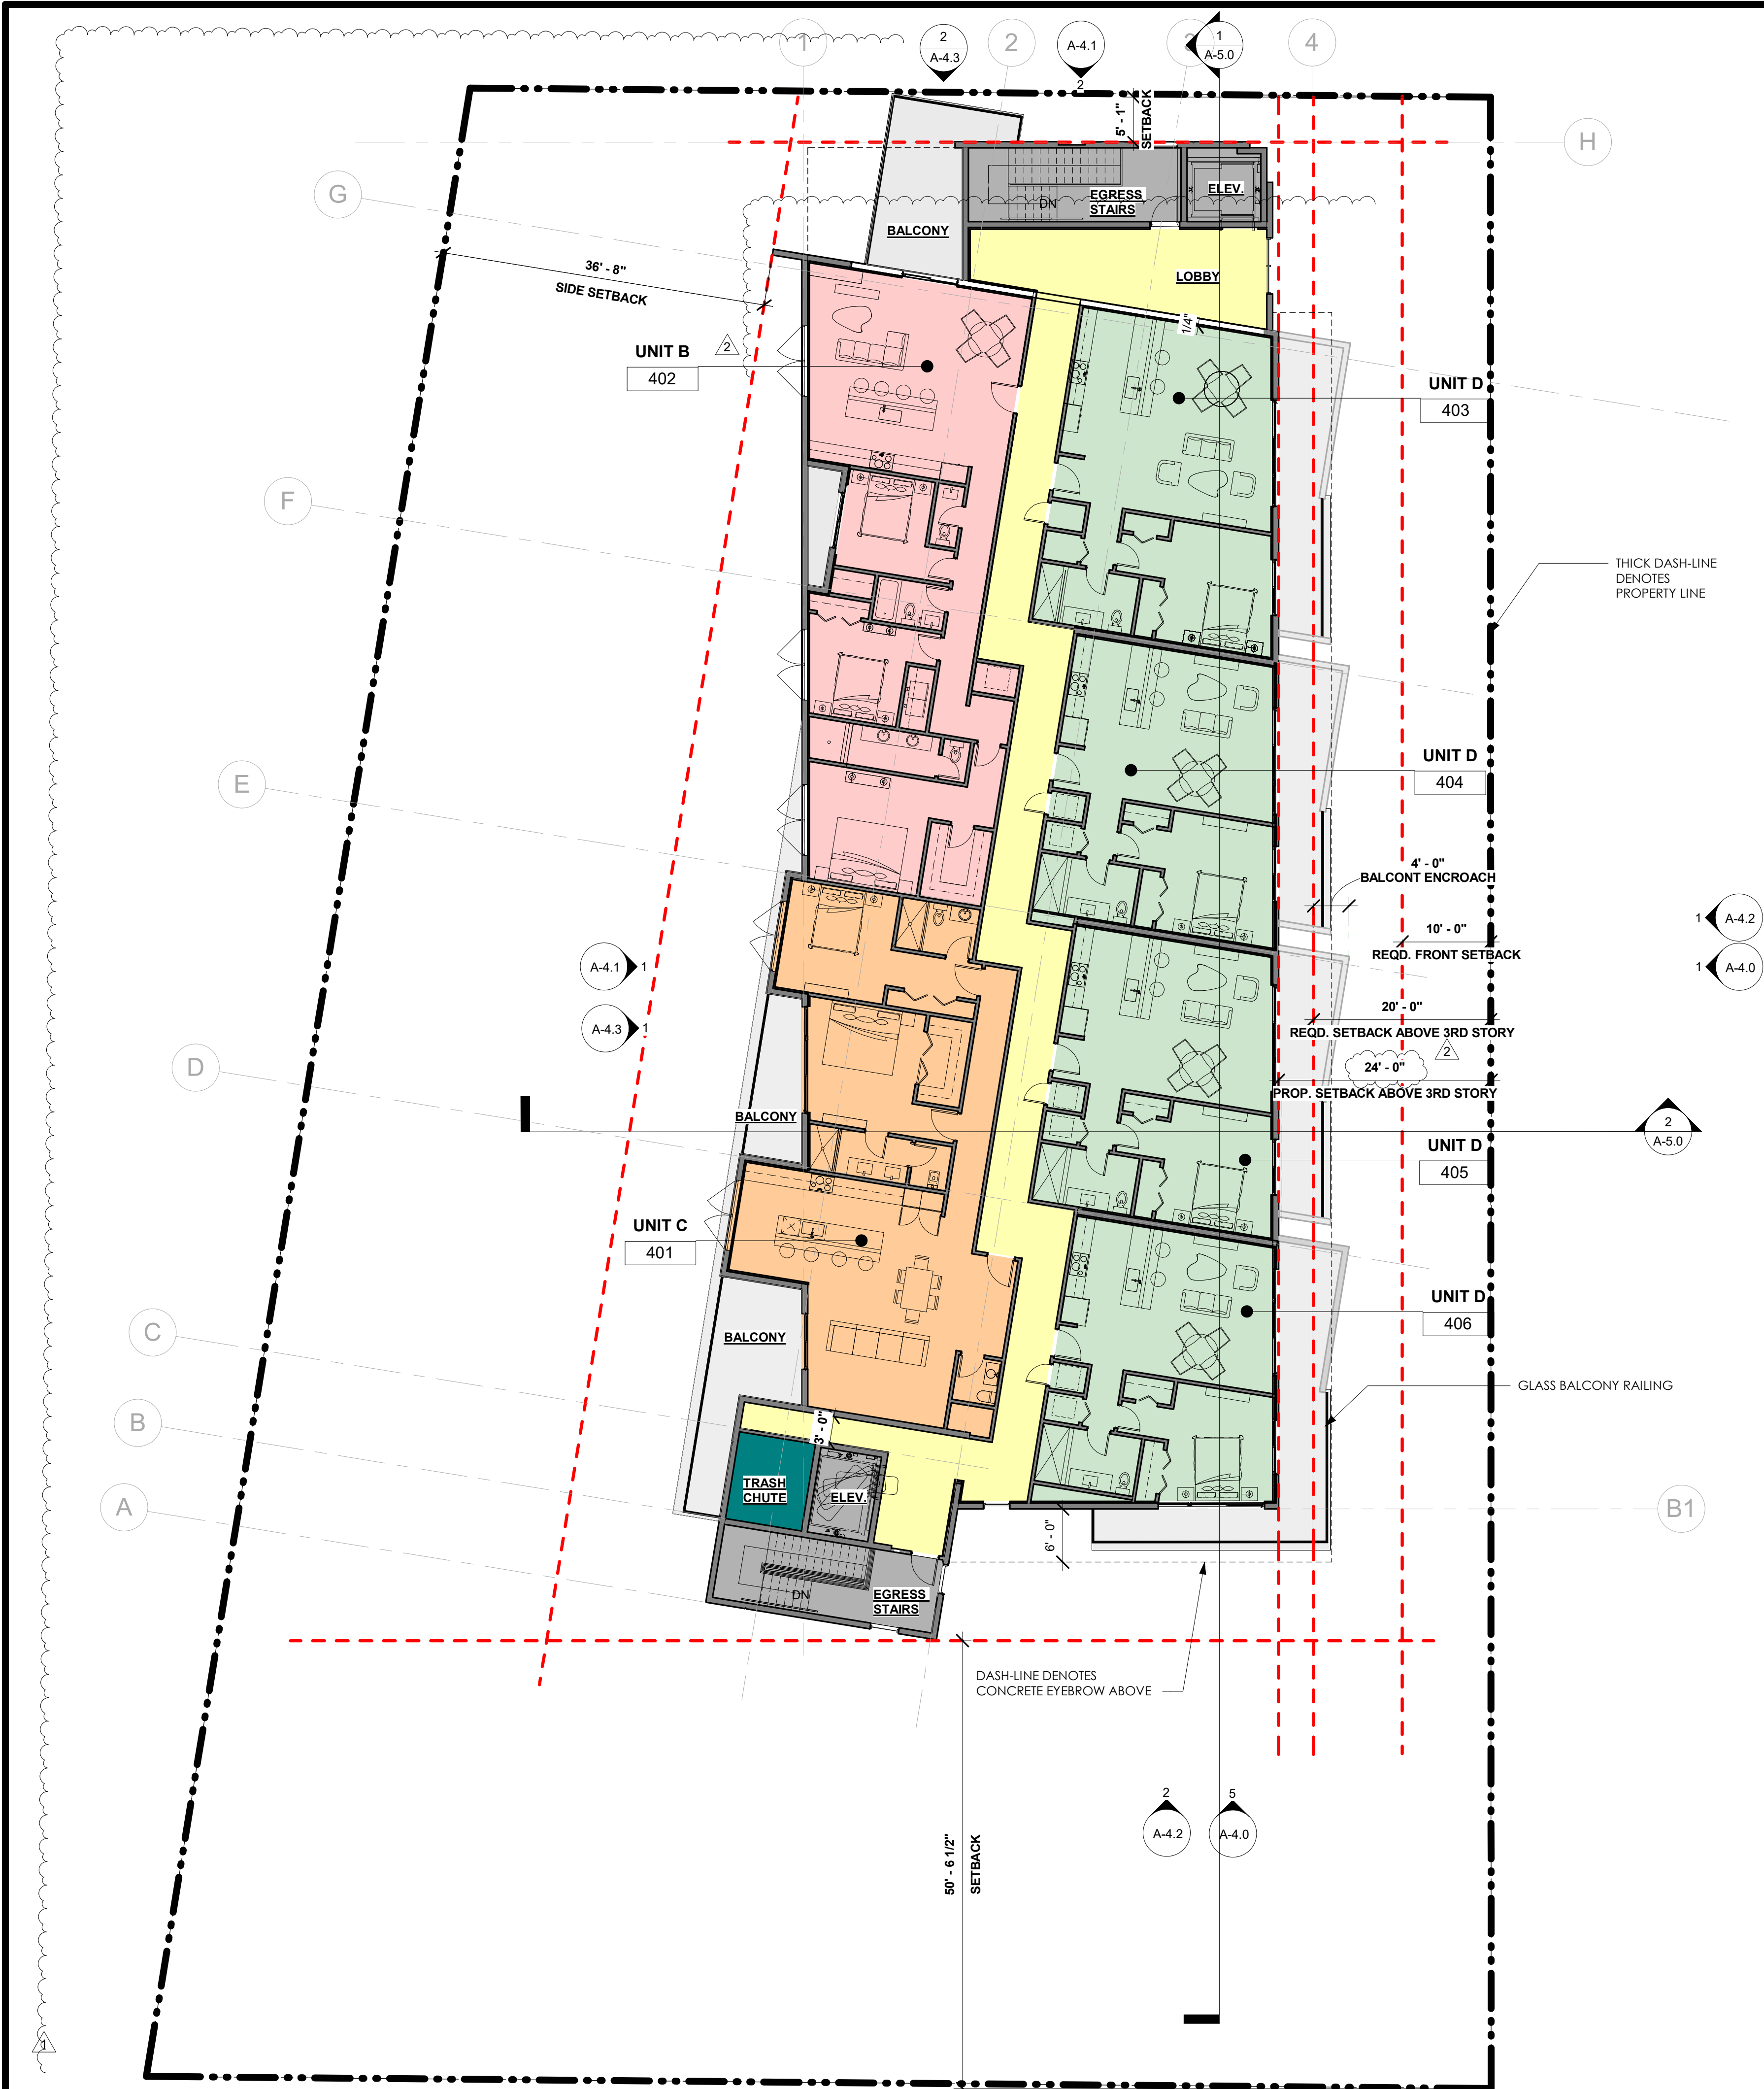 1
2
A-4.3
2
A-4.1
2
3
1
A-5.0
4
5' - 1"
SETBACK
H
G
ELEV.
EGRESS
STAIRS
DN
BALCONY
LOBBY
36' - 8"
SIDE SETBACK
1/4"
UNIT B
2
402
UNIT D
403
F
THICK DASH-LINE
DENOTES
PROPERTY LINE
E
UNIT D
404
4' - 0"
BALCONT ENCROACH
1
A-4.2
10' - 0"
REQD. FRONT SETBACK
A-4.1
1
1
A-4.0
20' - 0"
REQD. SETBACK ABOVE 3RD STORY
A-4.3
1
2
24' - 0"
D
PROP. SETBACK ABOVE 3RD STORY
BALCONY
2
A-5.0
UNIT D
405
UNIT C
401
UNIT D
406
C
BALCONY
GLASS BALCONY RAILING
B
3' - 0"
TRASH
CHUTE
ELEV.
A
B1
6' - 0"
DN
EGRESS
STAIRS
DASH-LINE DENOTES
CONCRETE EYEBROW ABOVE
2
A-4.2
5
A-4.0
50' - 6 1/2"
SETBACK
1